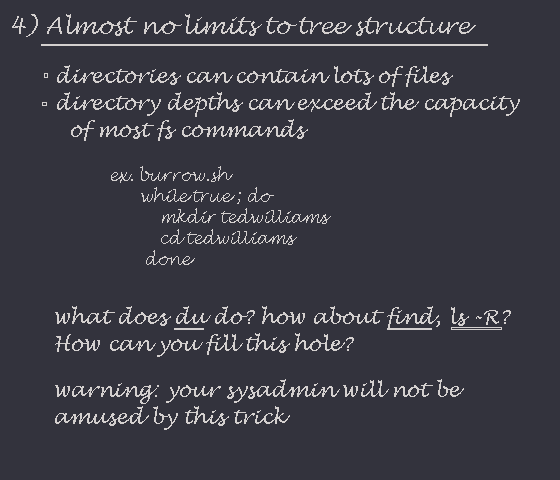 4) Almost no limits to tree structure
▫ directories can contain lots of files
▫ directory depths can exceed the capacity
of most fs commands
ex. burrow.sh
while true ; do
mkdir tedwilliams
cd tedwilliams
done
what does du do? how about find, ls -R?
How can you fill this hole?
warning: your sysadmin will not be
amused by this trick